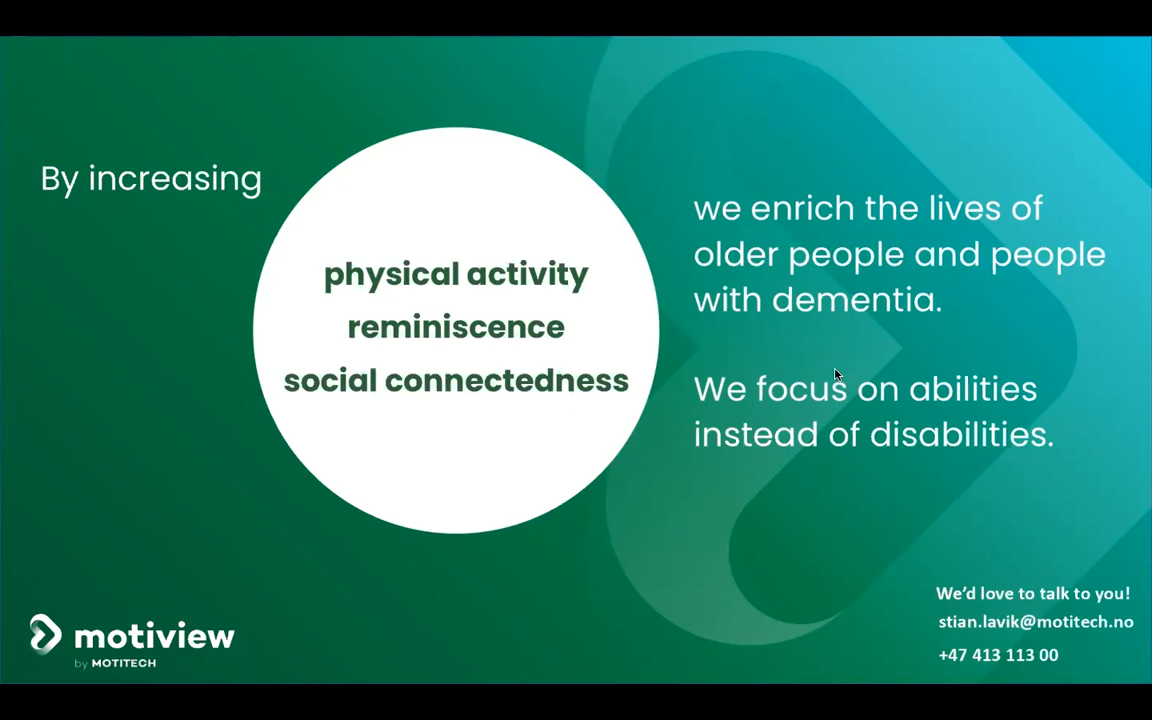 By increasing
physical activity
reminiscence
social connectedness
we enrich the lives of
older people and people
with dementia.
We focus on abilities
instead of disabilities.
motiview
by MOTITECH
We'd love to talk to you!
stian.lavik@motitech.no
+47 413 113 00